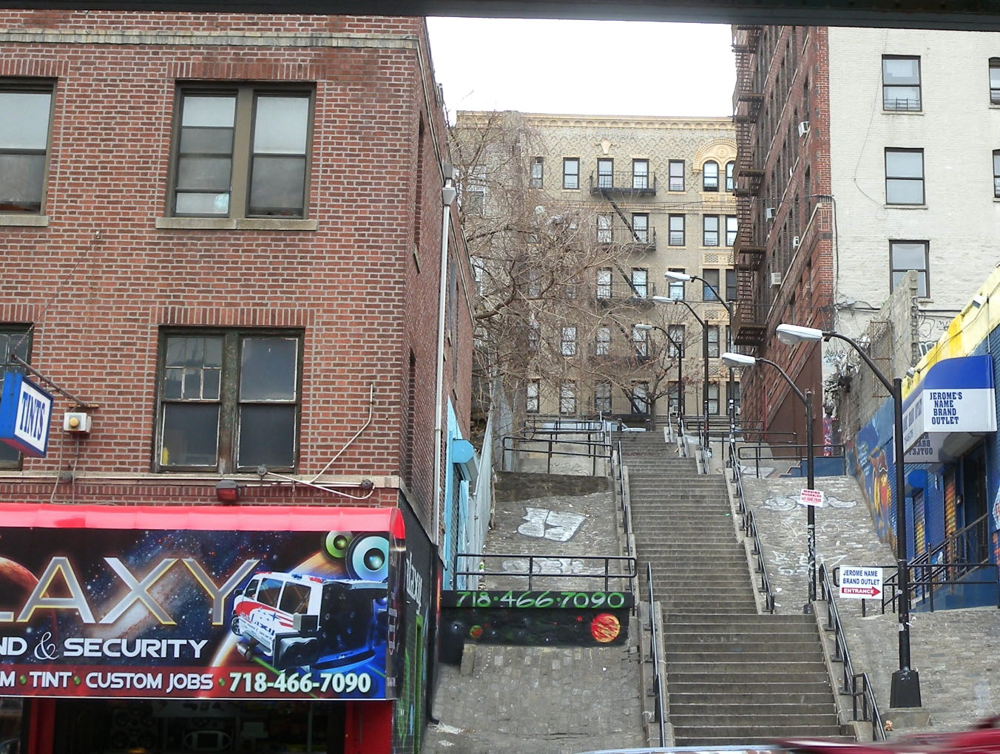 TINTS
LAXY
ND & SECURITY
M • TINT • CUSTOM JOBS • 718-466-7090
718·466·7090
JEROME'S
NAME
BRAND
OUTLET
JEROME NAME
BRAND OUTLET
ENTRANCE